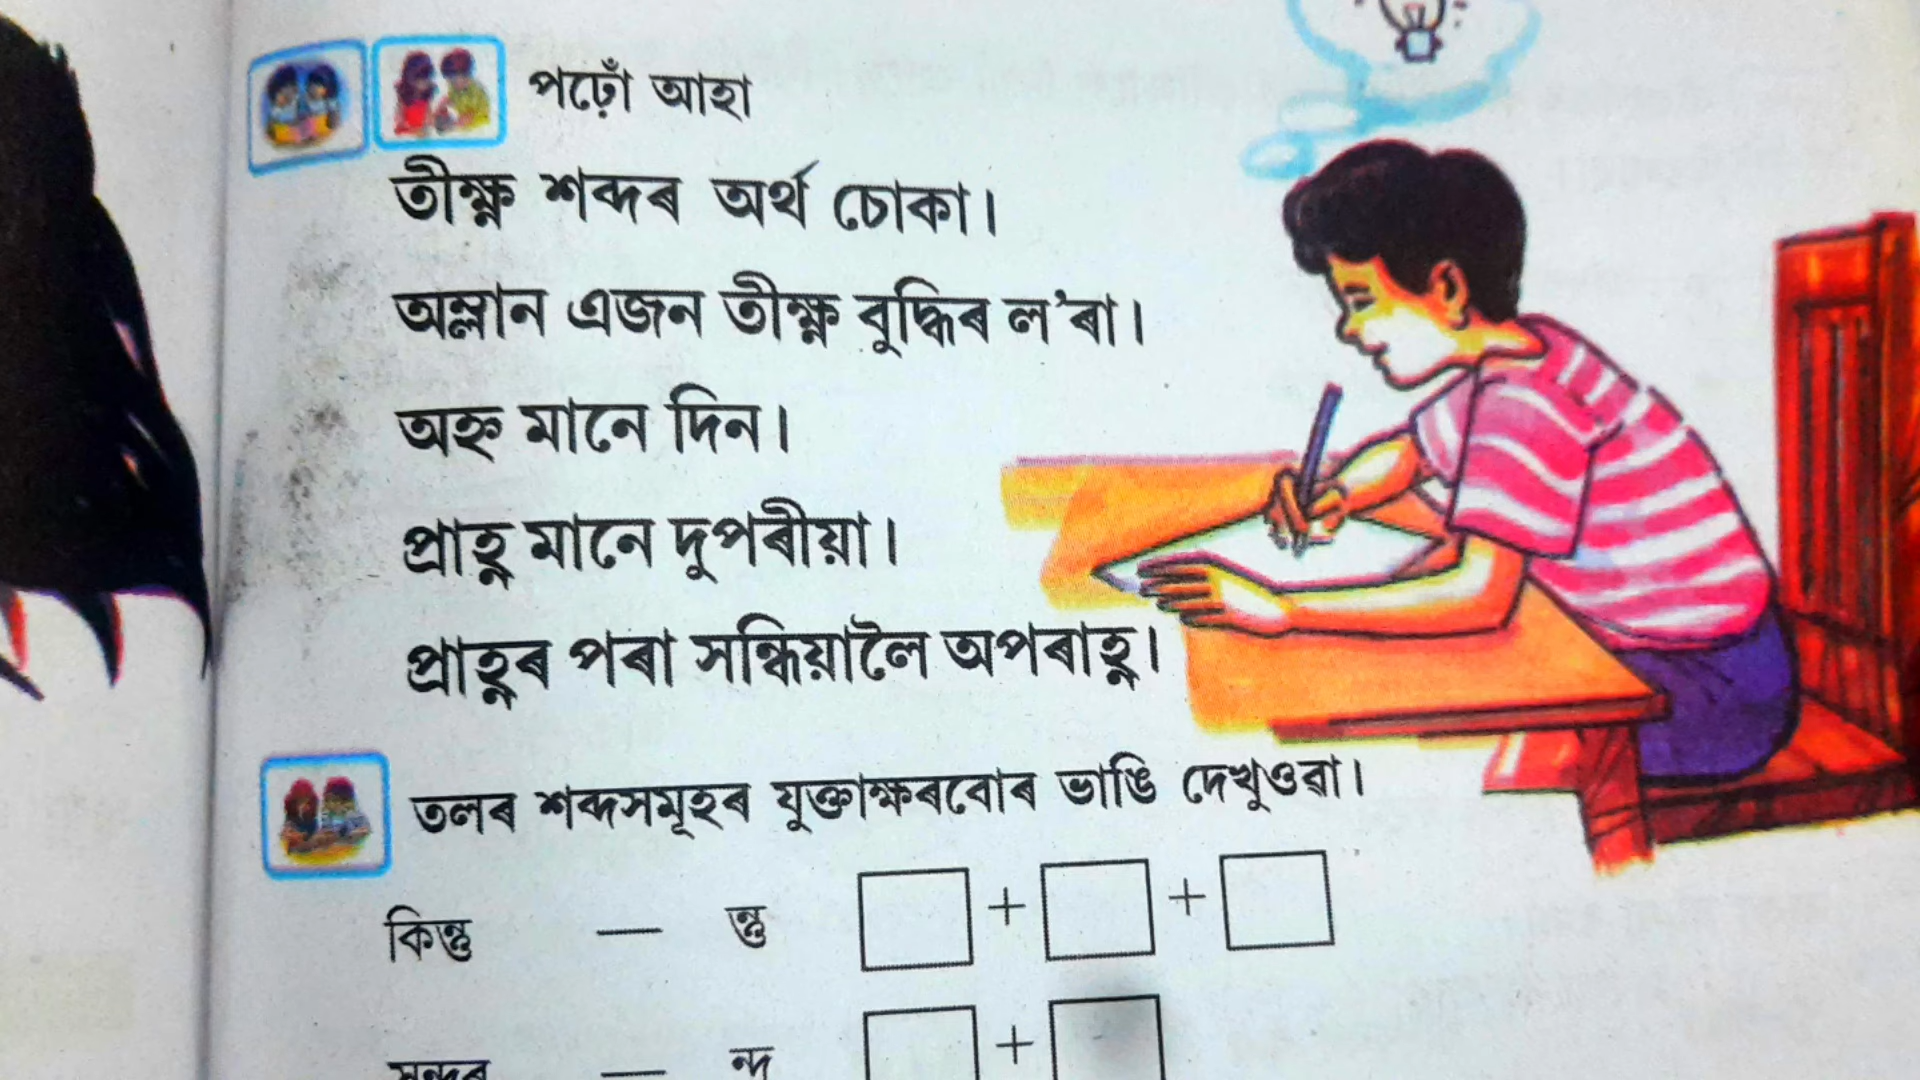 পঢ়োঁ আহা
তীক্ষ্ণ শব্দৰ অৰ্থ চোকা।
অম্লান এজন তীক্ষ্ণ বুদ্ধিৰ ল'ৰা।
অহ্ন মানে দিন।
প্ৰাহ্ণ মানে দুপৰীয়া।
প্ৰাহ্ণৰ পৰা সন্ধিয়ালৈ অপৰাহ্ণ।
তলৰ শব্দসমূহৰ যুক্তাক্ষৰবোৰ ভাঙি দেখুওৱা।
কিন্তু — ন্তু + +
সুন্দৰ — ন্দ +